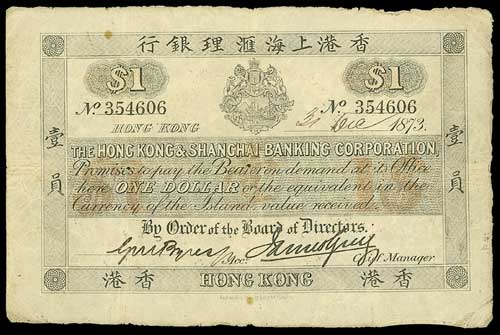 行銀理滙海上港香
$1 $1
No. 354606 No. 354606
HONG KONG Dec 1873.
壹員 壹員
THE HONG KONG & SHANGHAI BANKING CORPORATION,
Promises to pay the Bearer on demand at its Office
here ONE DOLLAR or the equivalent in the
Currency of the Island value received.
By Order of the Board of Directors.
Acc. Chief Manager.
港香 HONG KONG 港香